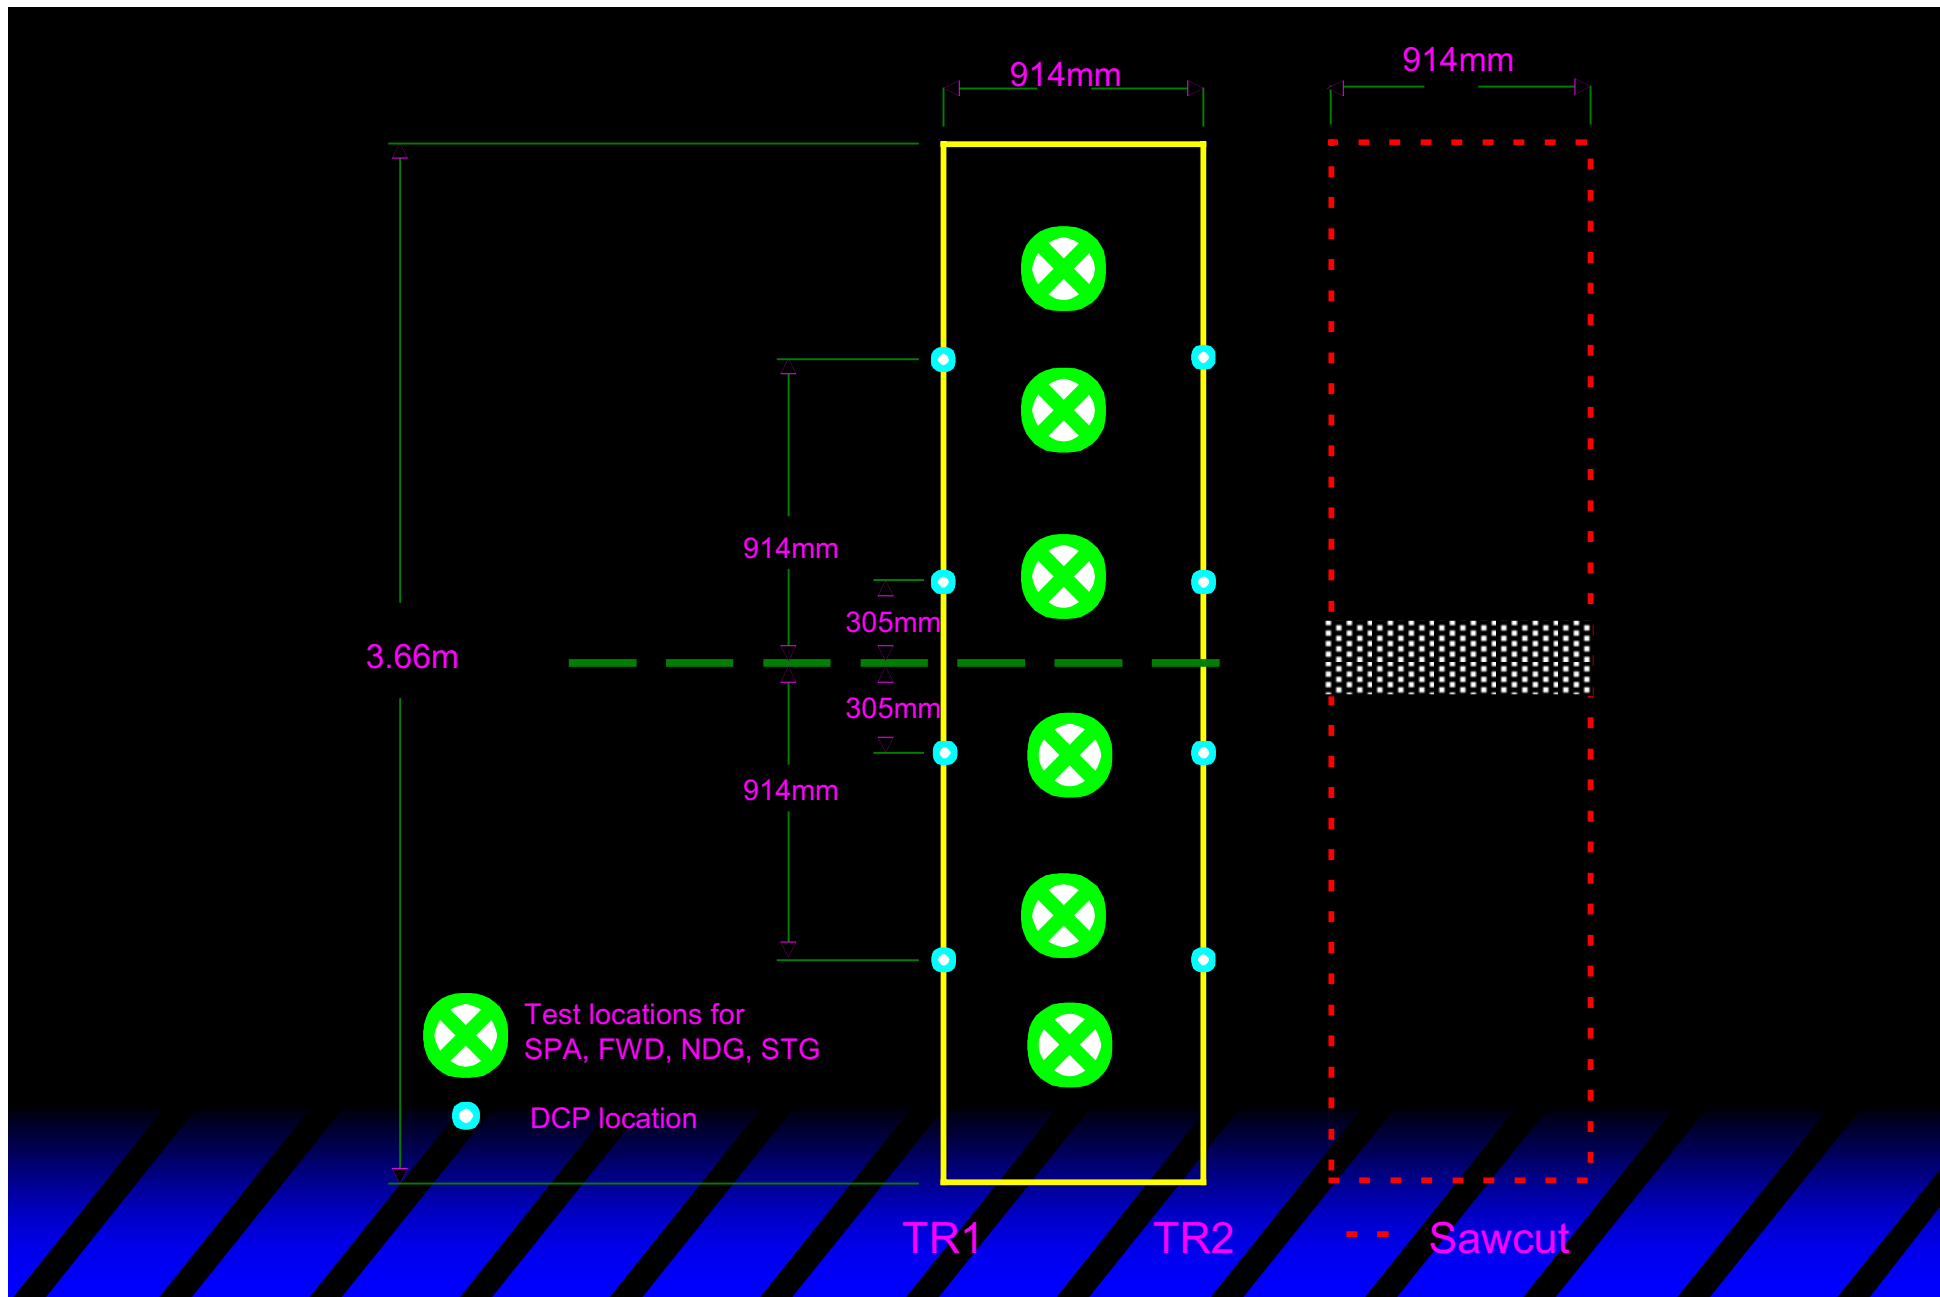 914mm
914mm
914mm
305mm
3.66m
305mm
914mm
Test locations for
SPA, FWD, NDG, STG
DCP location
TR1
TR2
Sawcut